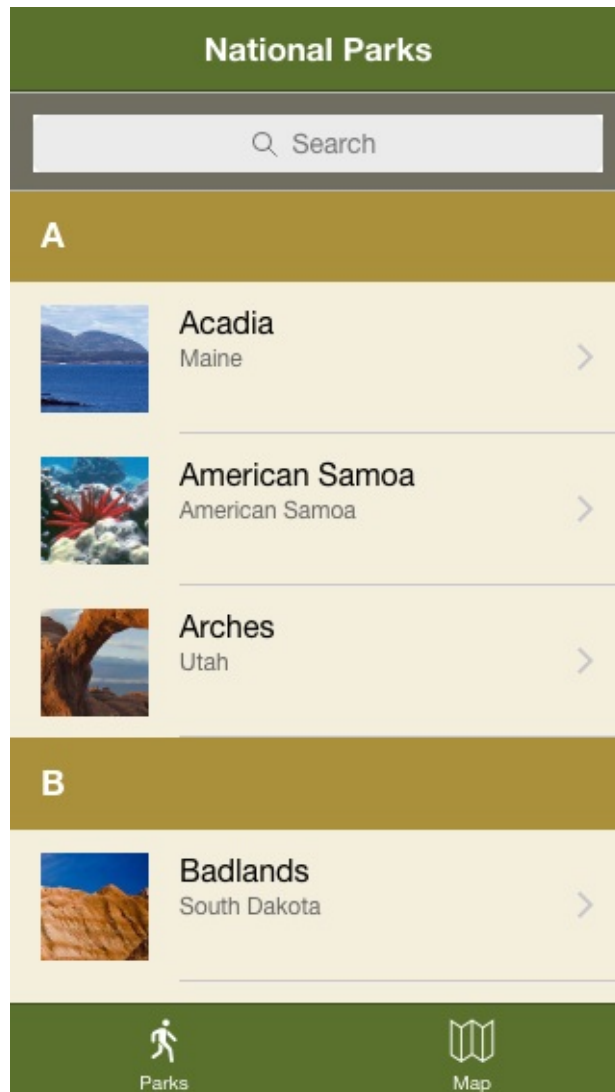 National Parks
Search
A
Acadia
Maine
American Samoa
American Samoa
Arches
Utah
B
Badlands
South Dakota
Parks
Map